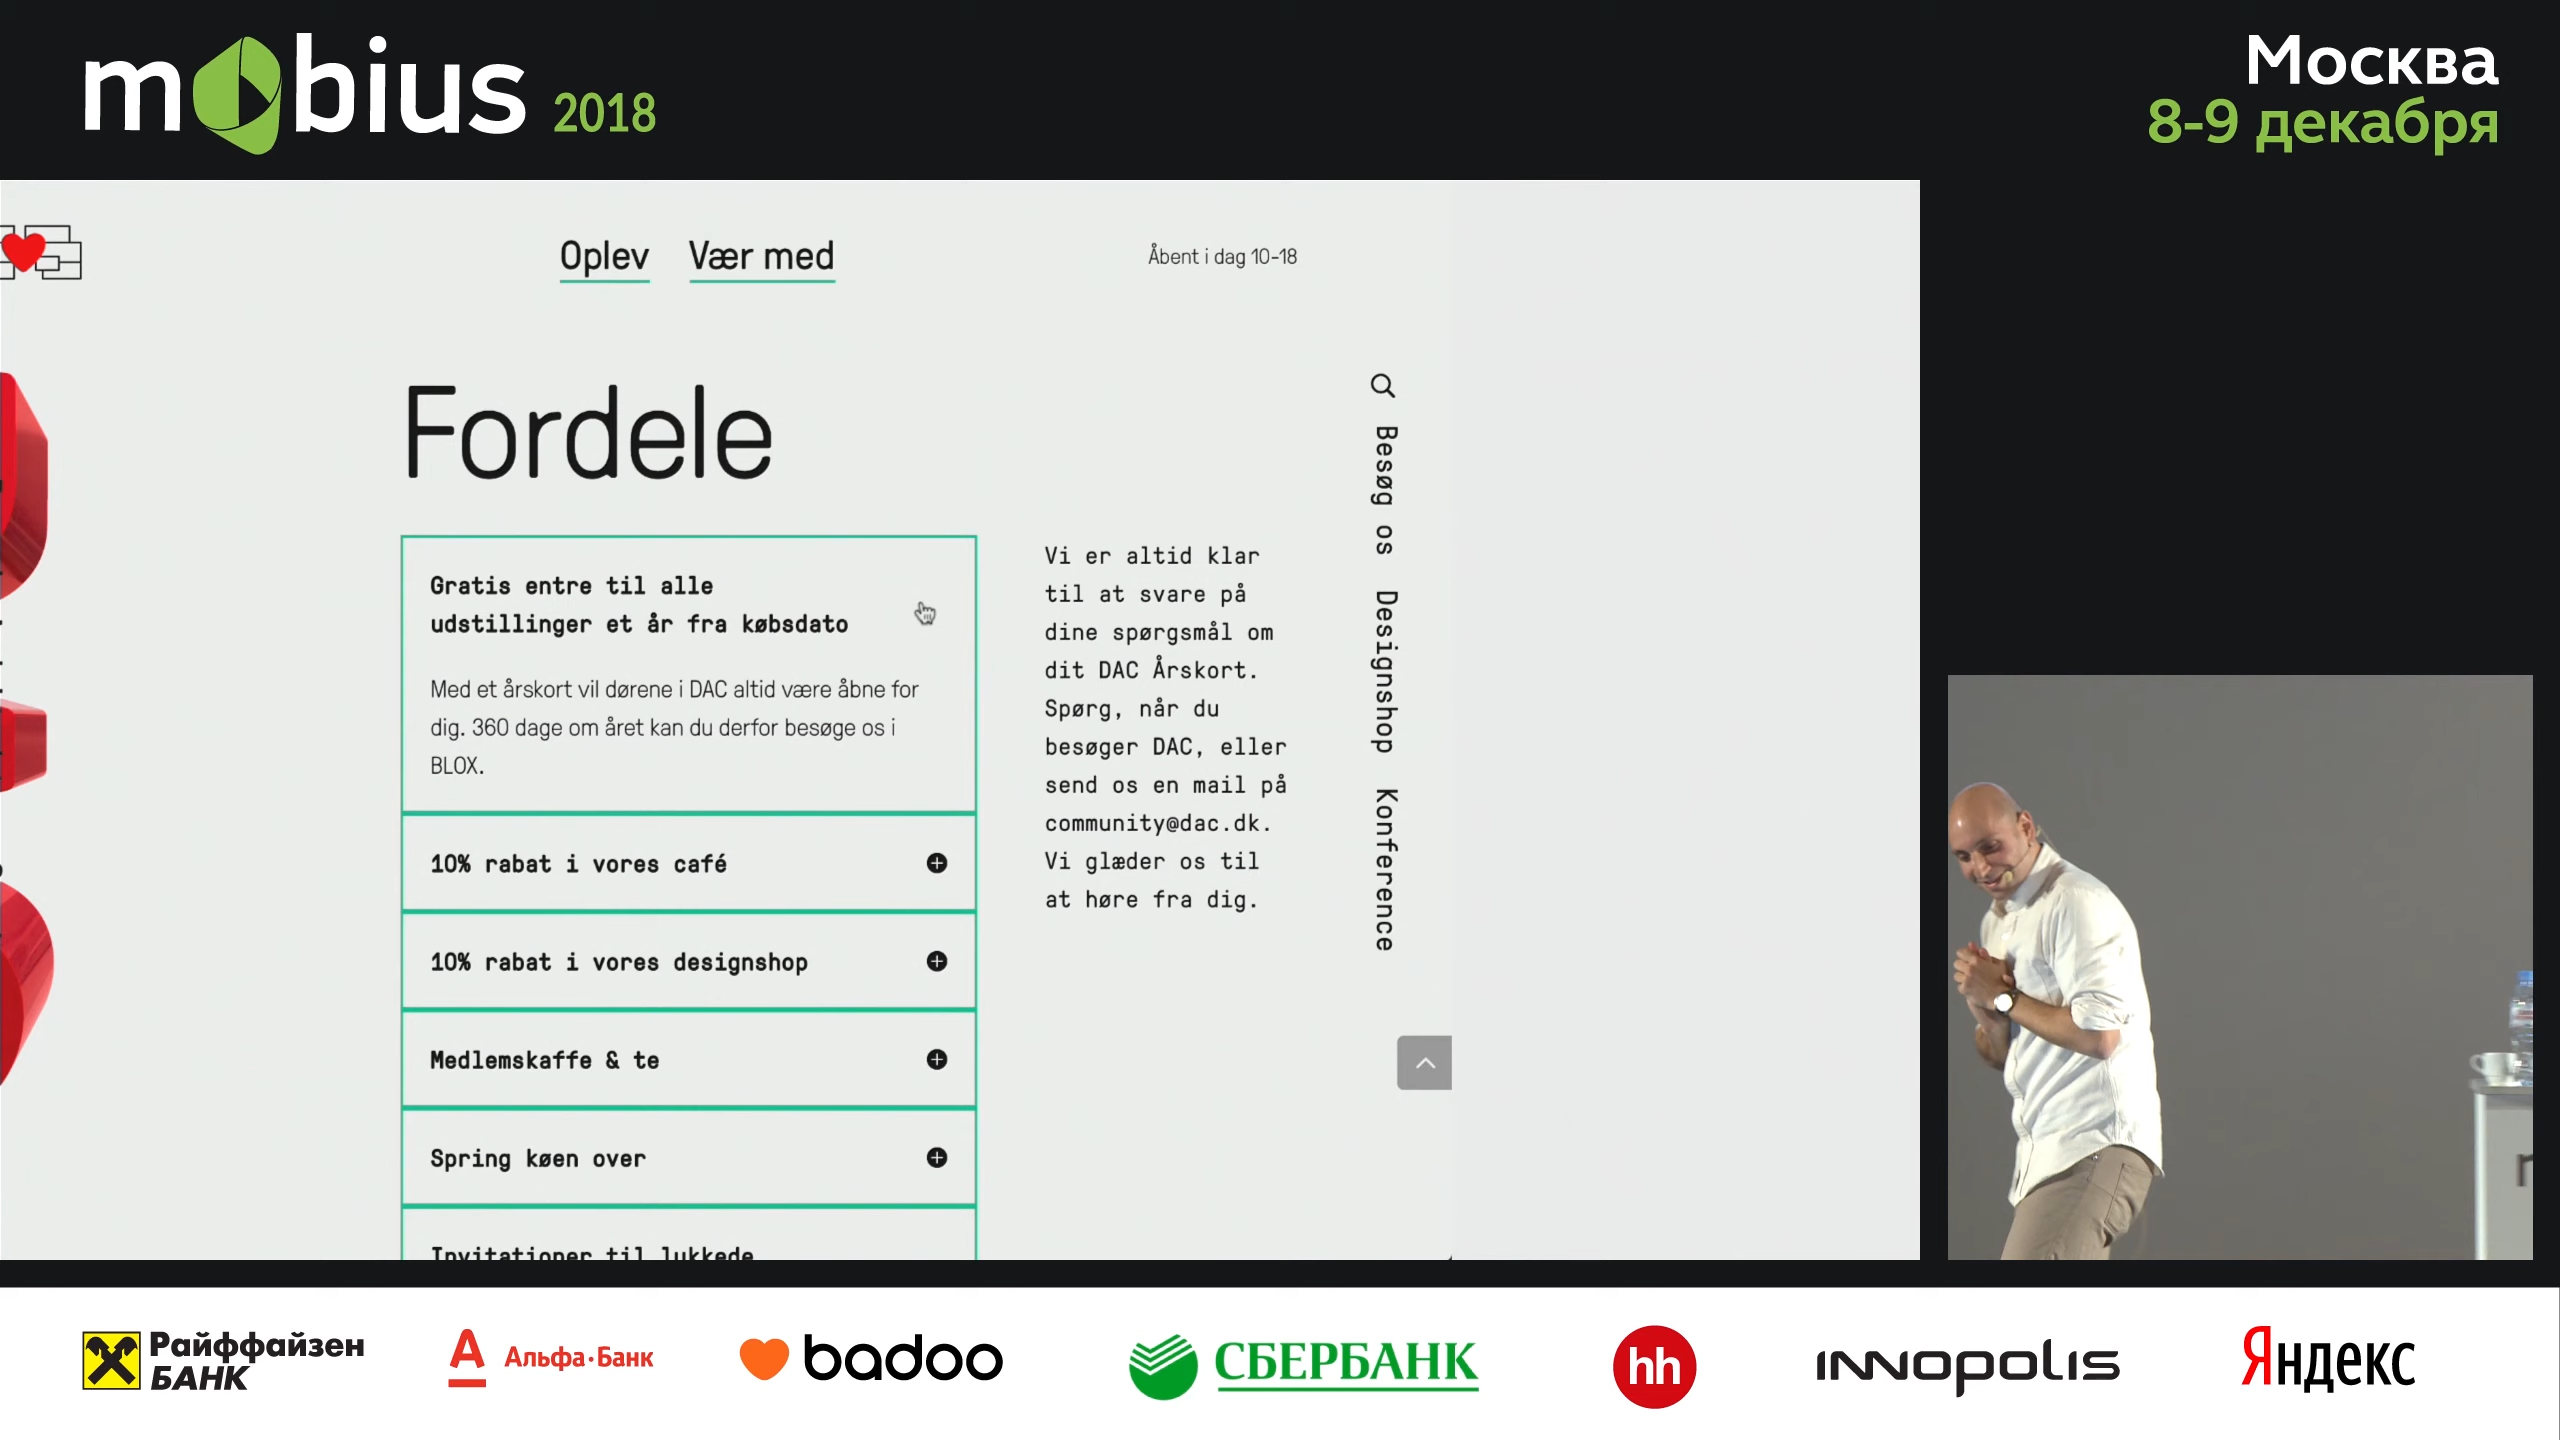 mobius 2018
Москва
8-9 декабря
Oplev Vær med
Åbent i dag 10-18
Fordele
Gratis entre til alle
udstillinger et år fra købsdato
Med et årskort vil dørene i DAC altid være åbne for
dig. 360 dage om året kan du derfor besøge os i
BLOX.
10% rabat i vores café
10% rabat i vores designshop
Medlemskaffe & te
Spring køen over
Invitationer til lukkede
Vi er altid klar
til at svare på
dine spørgsmål om
dit DAC Årskort.
Spørg, når du
besøger DAC, eller
send os en mail på
community@dac.dk.
Vi glæder os til
at høre fra dig.
Besøg os Designshop Konference
Райффайзен
БАНК
Альфа·Банк
badoo
СБЕРБАНК
hh
INNOPOLIS
Яндекс